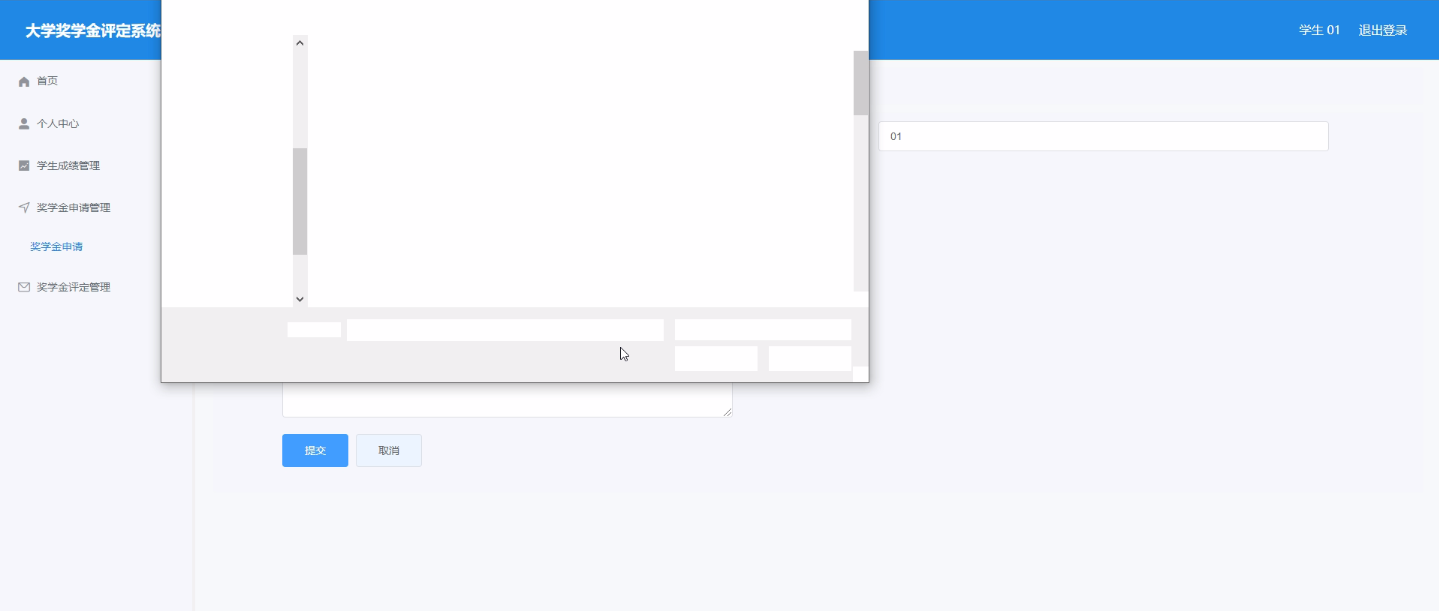 大学奖学金评定系统
学生 01
退出登录
首页
个人中心
01
学生成绩管理
奖学金申请管理
奖学金申请
奖学金评定管理
提交
取消